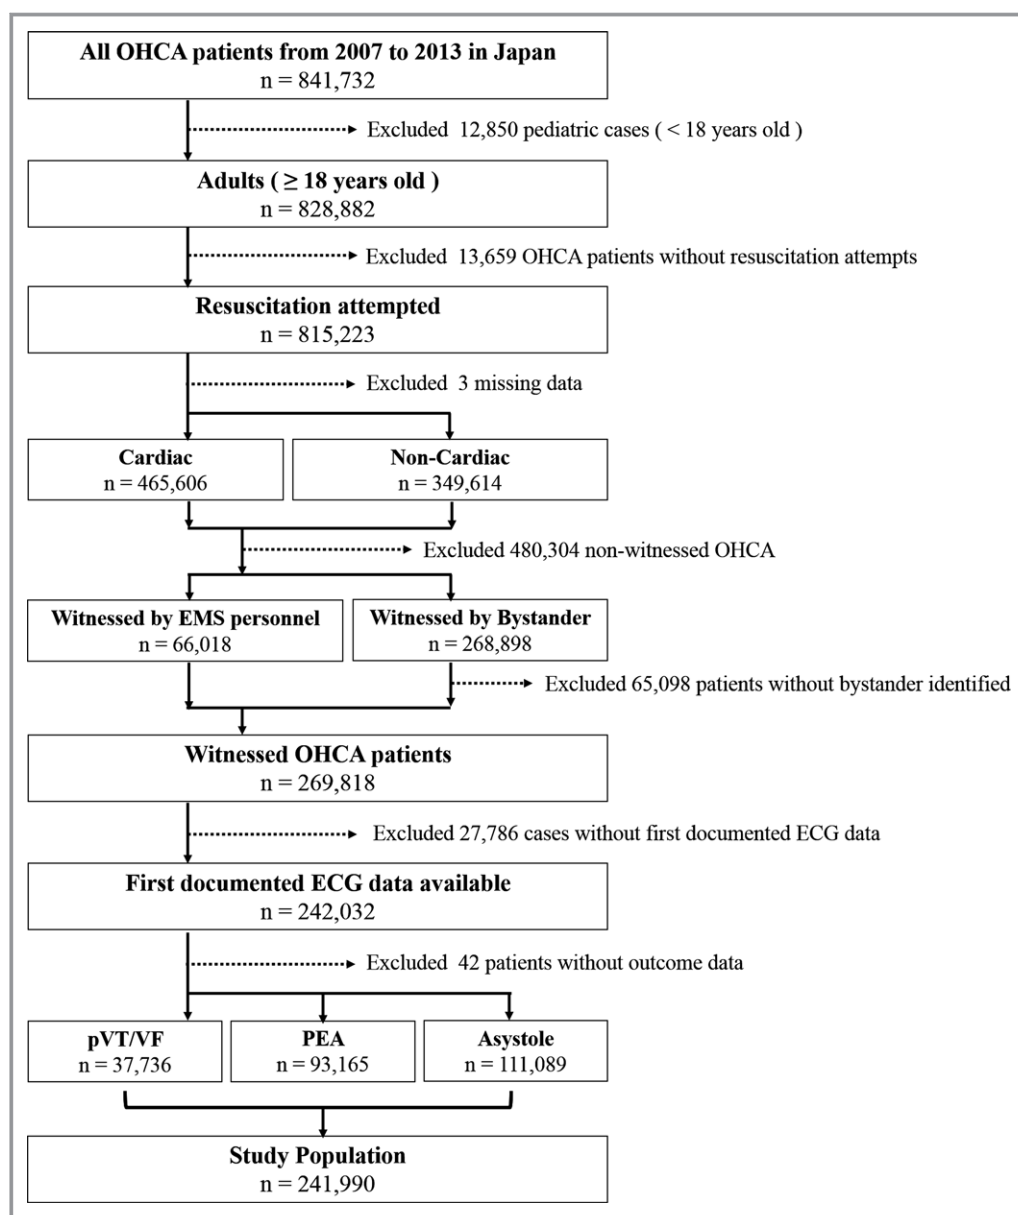 All OHCA patients from 2007 to 2013 in Japan
n = 841,732
Excluded 12,850 pediatric cases ( < 18 years old )
Adults ( ≥ 18 years old )
n = 828,882
Excluded 13,659 OHCA patients without resuscitation attempts
Resuscitation attempted
n = 815,223
Excluded 3 missing data
Cardiac
n = 465,606
Non-Cardiac
n = 349,614
Excluded 480,304 non-witnessed OHCA
Witnessed by EMS personnel
n = 66,018
Witnessed by Bystander
n = 268,898
Excluded 65,098 patients without bystander identified
Witnessed OHCA patients
n = 269,818
Excluded 27,786 cases without first documented ECG data
First documented ECG data available
n = 242,032
Excluded 42 patients without outcome data
pVT/VF
n = 37,736
PEA
n = 93,165
Asystole
n = 111,089
Study Population
n = 241,990